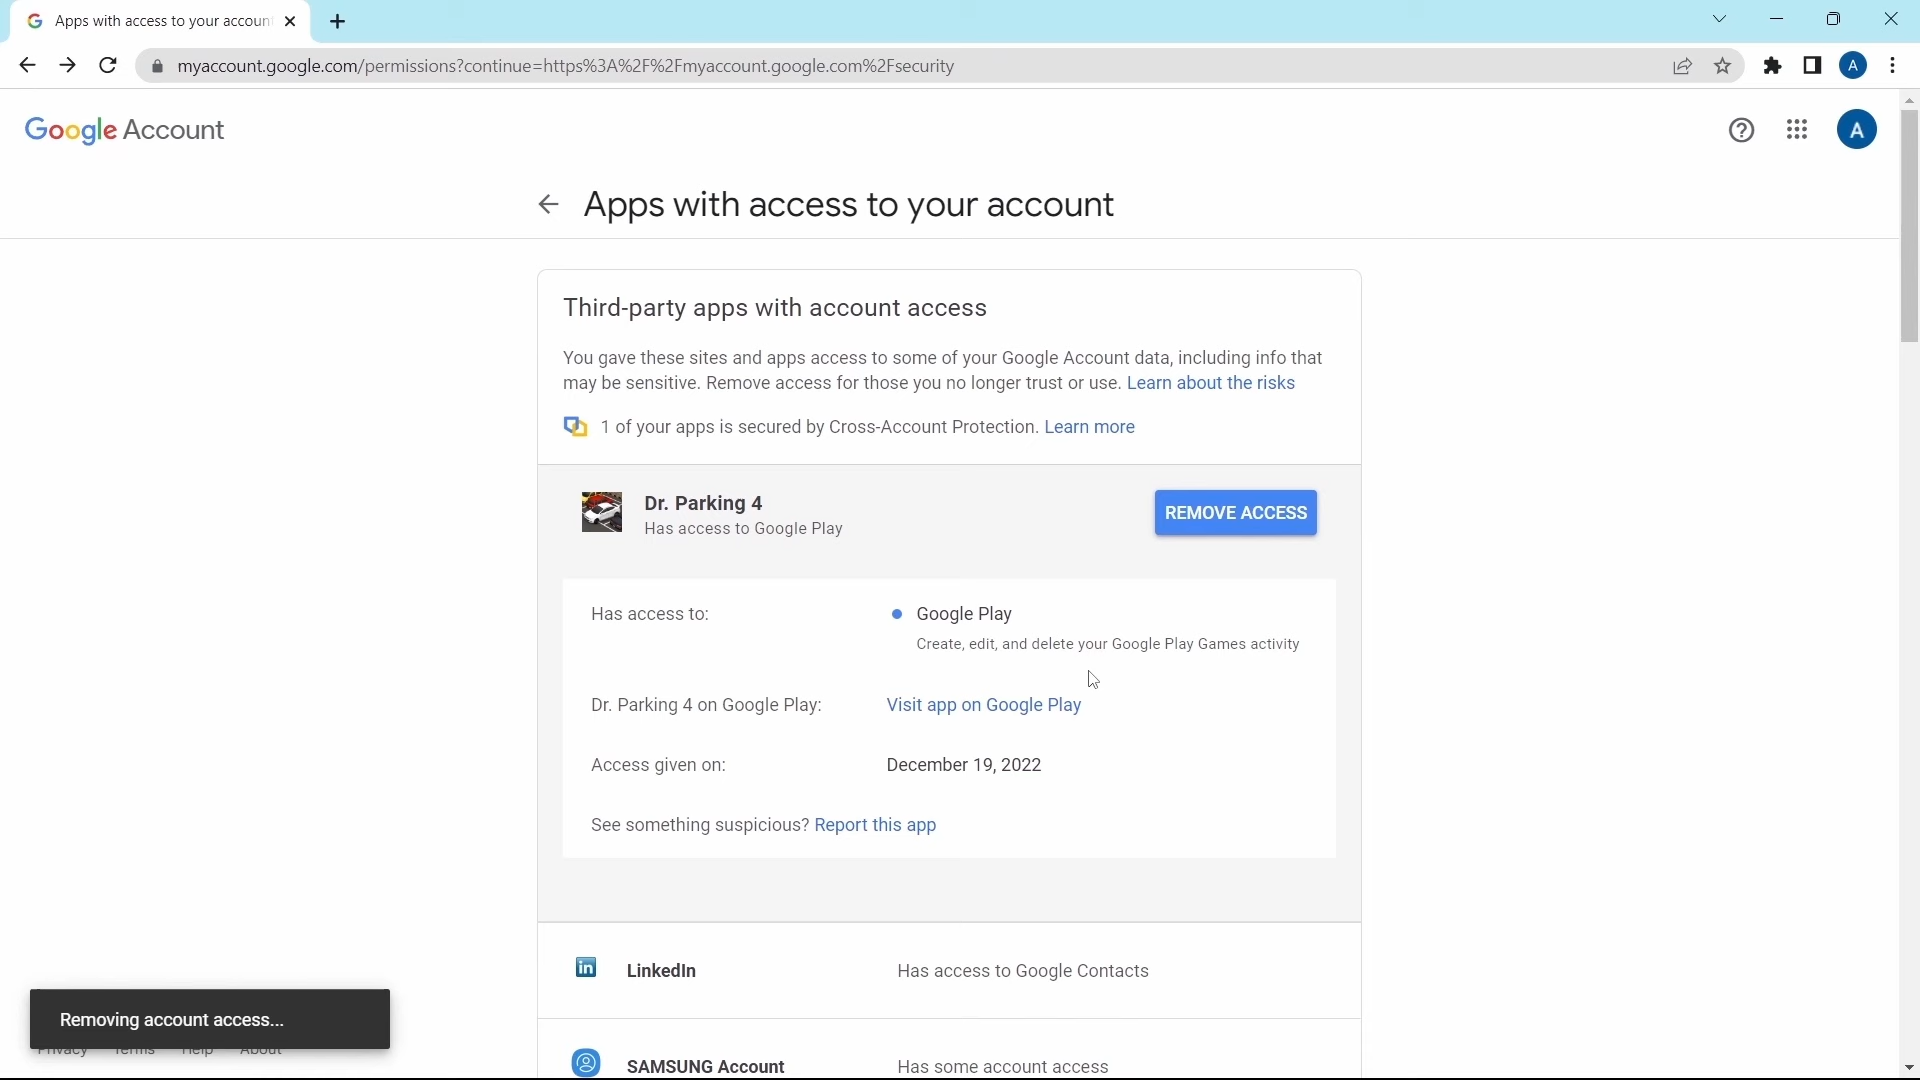 Apps with access to your accoun
myaccount.google.com/permissions?continue=https%3A%2F%2Fmyaccount.google.com%2Fsecurity
A
Google Account
A
Apps with access to your account
Third-party apps with account access
You gave these sites and apps access to some of your Google Account data, including info that
may be sensitive. Remove access for those you no longer trust or use. Learn about the risks
1 of your apps is secured by Cross-Account Protection. Learn more
Dr. Parking 4
Has access to Google Play
REMOVE ACCESS
Has access to:
Google Play
Create, edit, and delete your Google Play Games activity
Dr. Parking 4 on Google Play:
Visit app on Google Play
Access given on:
December 19, 2022
See something suspicious? Report this app
in
LinkedIn
Has access to Google Contacts
Removing account access...
Privacy Terms Help About
SAMSUNG Account
Has some account access